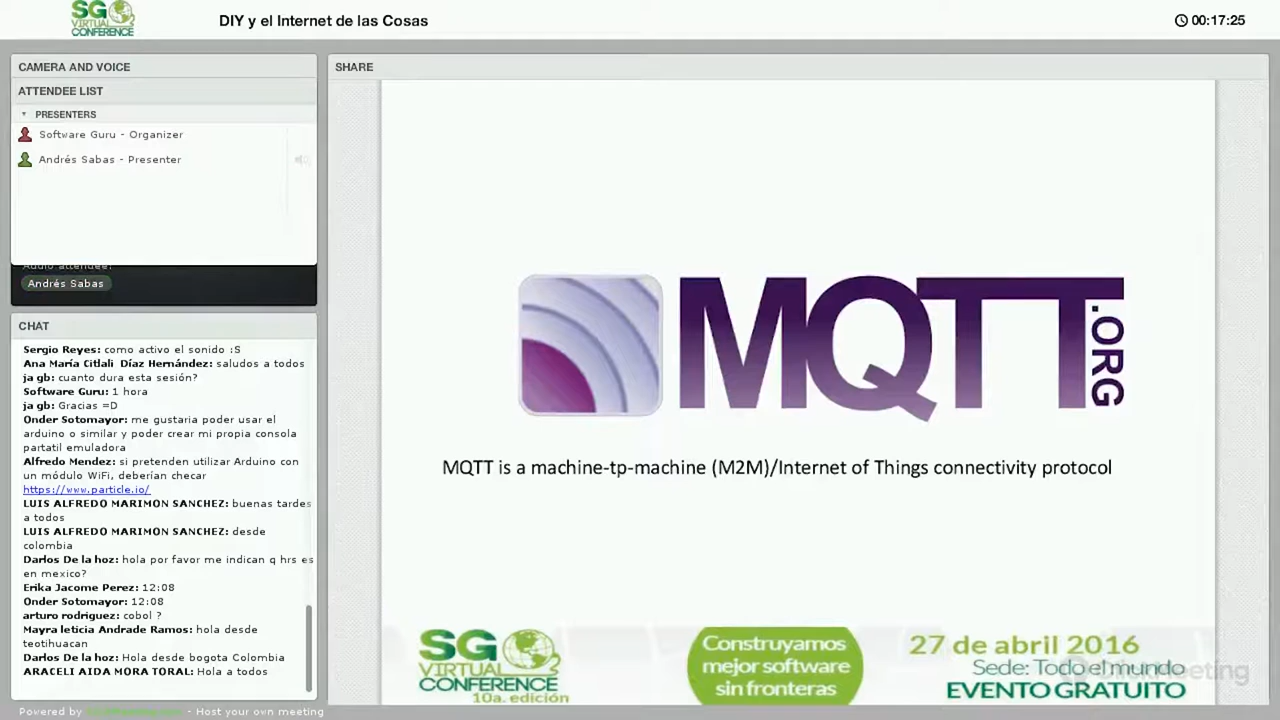 SG VIRTUAL CONFERENCE
DIY y el Internet de las Cosas
00:17:25
CAMERA AND VOICE
ATTENDEE LIST
PRESENTERS
Software Guru - Organizer
Andrés Sabas - Presenter
Audio attendee:
Andrés Sabas
CHAT
Sergio Reyes: como activo el sonido :S
Ana María Citlali Díaz Hernández: saludos a todos
ja gb: cuanto dura esta sesión?
Software Guru: 1 hora
ja gb: Gracias =D
Onder Sotomayor: me gustaria poder usar el
arduino o similar y poder crear mi propia consola
partatil emuladora
Alfredo Mendez: si pretenden utilizar Arduino con
un módulo WiFi, deberían checar
https://www.particle.io/
LUIS ALFREDO MARIMON SANCHEZ: buenas tardes
a todos
LUIS ALFREDO MARIMON SANCHEZ: desde
colombia
Darlos De la hoz: hola por favor me indican q hrs es
en mexico?
Erika Jacome Perez: 12:08
Onder Sotomayor: 12:08
arturo rodriguez: cobol ?
Mayra leticia Andrade Ramos: hola desde
teotihuacan
Darlos De la hoz: Hola desde bogota Colombia
ARACELI AIDA MORA TORAL: Hola a todos
Powered by ClickMeeting.com - Host your own meeting
SHARE
MQTT.ORG
MQTT is a machine-tp-machine (M2M)/Internet of Things connectivity protocol
SG
VIRTUAL
CONFERENCE
10a. edición
Construyamos
mejor software
sin fronteras
27 de abril 2016
Sede: Todo el mundo
EVENTO GRATUITO
ClickMeeting